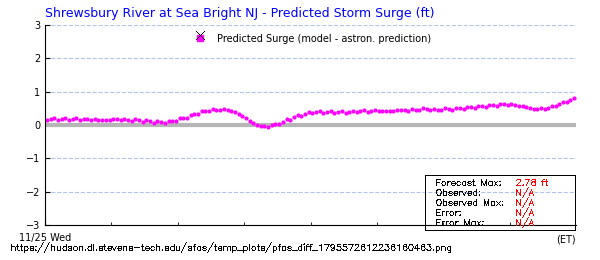 Shrewsbury River at Sea Bright NJ - Predicted Storm Surge (ft)
3
Predicted Surge (model - astron. prediction)
2
1
0
−1
Forecast Max: 2.78 ft
Observed: N/A
−2
Observed Max: N/A
Error: N/A
Error Max: N/A
−3
11/25 Wed
(ET)
https://hudson.dl.stevens-tech.edu/sfas/temp_plots/pfas_diff_1795572612236160463.png